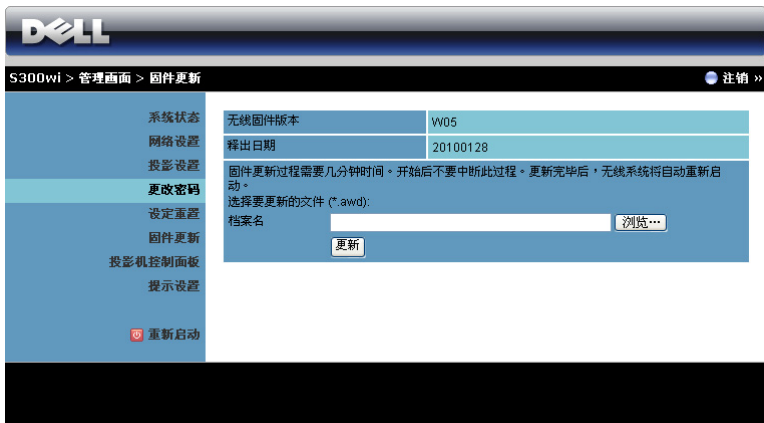 DELL
S300wi > 管理画面 > 固件更新
注销 »
系统状态
网络设置
投影设置
更改密码
设定重置
固件更新
投影机控制面板
提示设置
重新启动
无线固件版本 W05
释出日期 20100128
固件更新过程需要几分钟时间。开始后不要中断此过程。更新完毕后，无线系统将自动重新启
动。
选择要更新的文件 (*.awd):
档案名 浏览…
更新